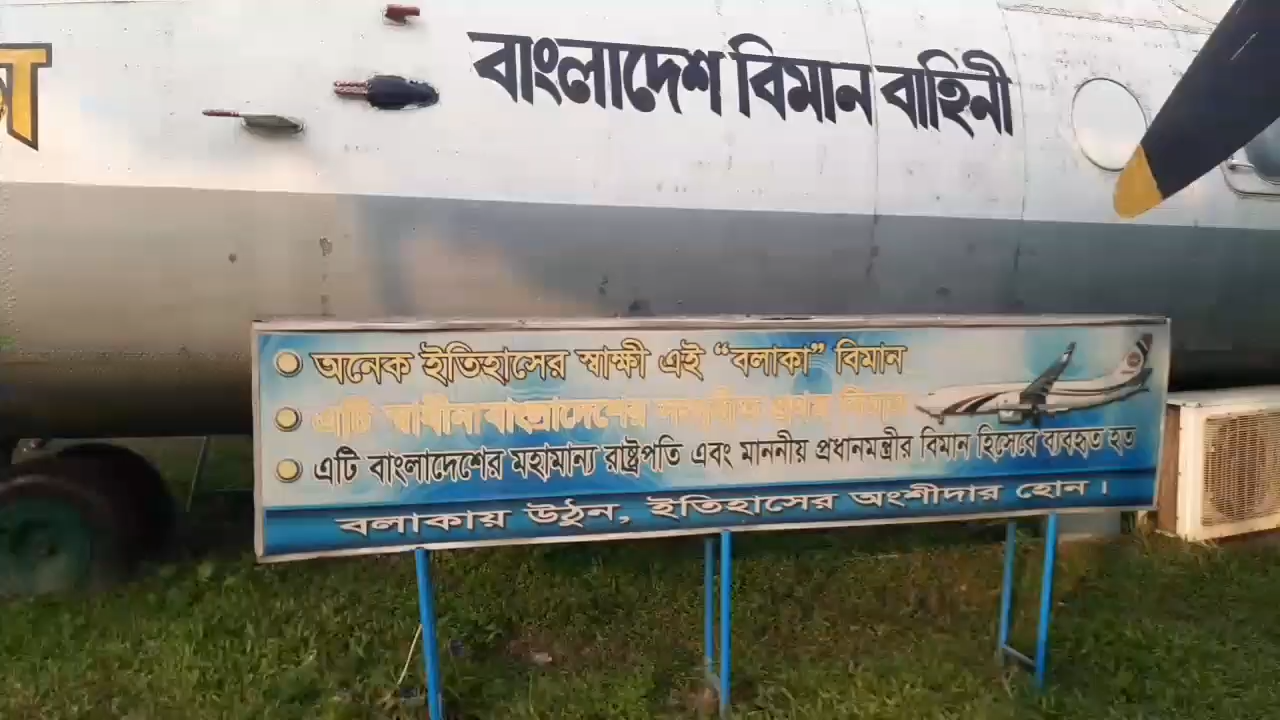 বাংলাদেশ বিমান বাহিনী
অনেক ইতিহাসের স্বাক্ষী এই “বলাকা” বিমান
এটি স্বাধীন বাংলাদেশের প্রথম বিমান
এটি বাংলাদেশের মহামান্য রাষ্ট্রপতি এবং মাননীয় প্রধানমন্ত্রীর বিমান হিসেবে ব্যবহৃত হত
বলাকায় উঠুন, ইতিহাসের অংশীদার হোন।